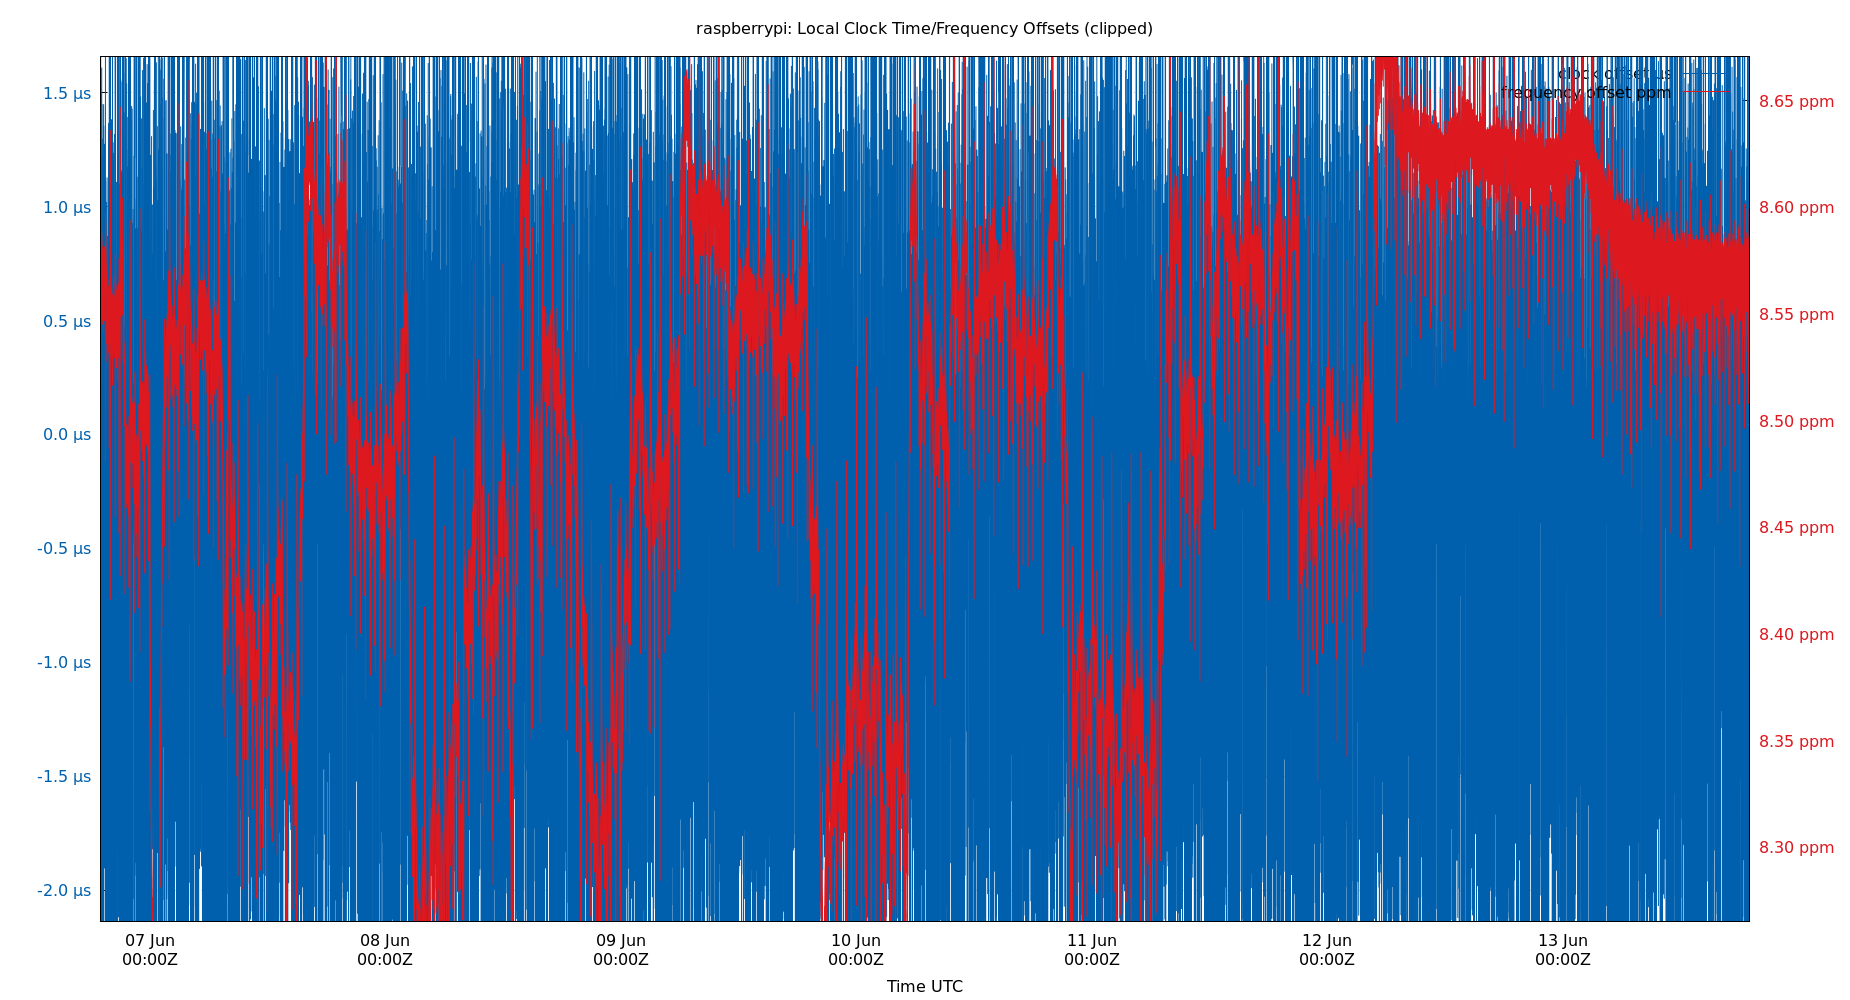 raspberrypi: Local Clock Time/Frequency Offsets (clipped)
clock offset us
frequency offset ppm
1.5 µs
1.0 µs
0.5 µs
0.0 µs
-0.5 µs
-1.0 µs
-1.5 µs
-2.0 µs
8.65 ppm
8.60 ppm
8.55 ppm
8.50 ppm
8.45 ppm
8.40 ppm
8.35 ppm
8.30 ppm
07 Jun 08 Jun 09 Jun 10 Jun 11 Jun 12 Jun 13 Jun
00:00Z 00:00Z 00:00Z 00:00Z 00:00Z 00:00Z 00:00Z
Time UTC